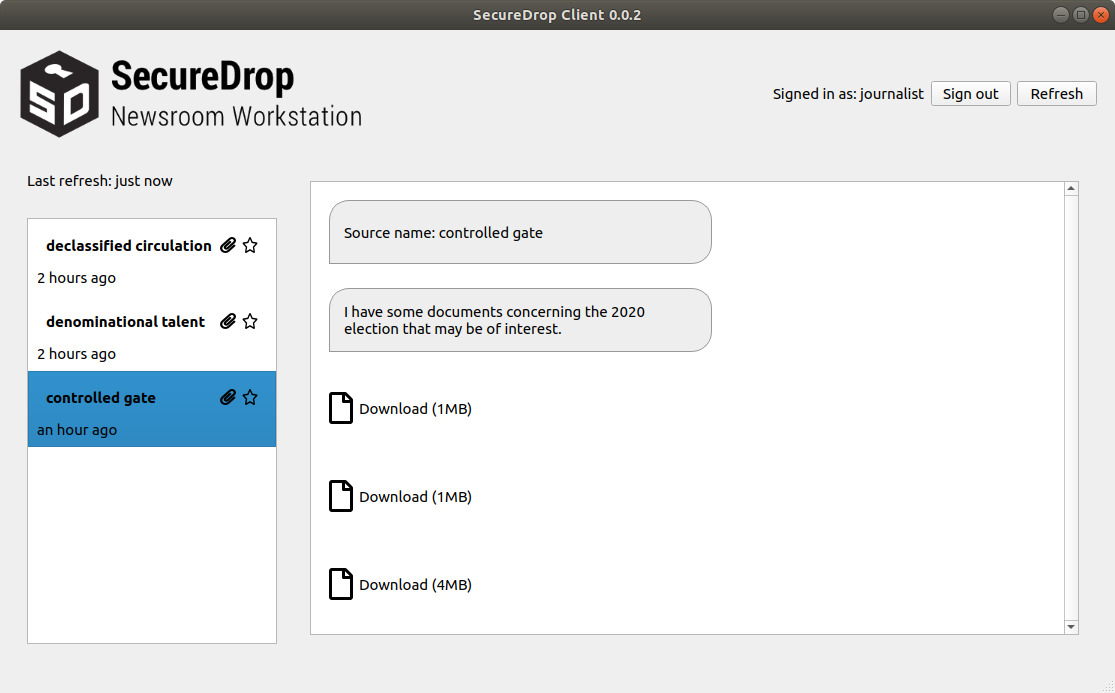 SecureDrop Client 0.0.2
SD
SecureDrop
Newsroom Workstation
Signed in as: journalist
Sign out
Refresh
Last refresh: just now
declassified circulation
2 hours ago
denominational talent
2 hours ago
controlled gate
an hour ago
Source name: controlled gate
I have some documents concerning the 2020
election that may be of interest.
Download (1MB)
Download (1MB)
Download (4MB)